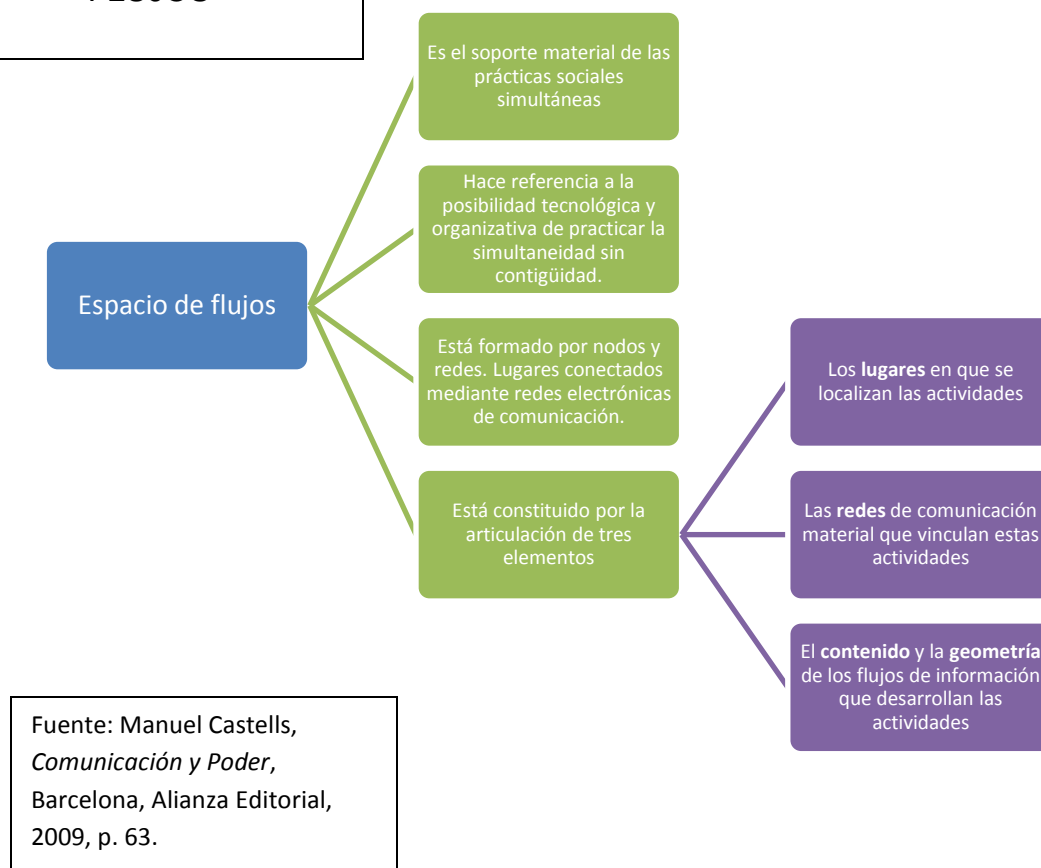 Espacio de flujos
Es el soporte material de las
prácticas sociales
simultáneas
Hace referencia a la
posibilidad tecnológica y
organizativa de practicar la
simultaneidad sin
contigüidad.
Está formado por nodos y
redes. Lugares conectados
mediante redes electrónicas
de comunicación.
Está constituido por la
articulación de tres
elementos
Los lugares en que se
localizan las actividades
Las redes de comunicación
material que vinculan estas
actividades
El contenido y la geometría
de los flujos de información
que desarrollan las
actividades
Fuente: Manuel Castells,
Comunicación y Poder,
Barcelona, Alianza Editorial,
2009, p. 63.